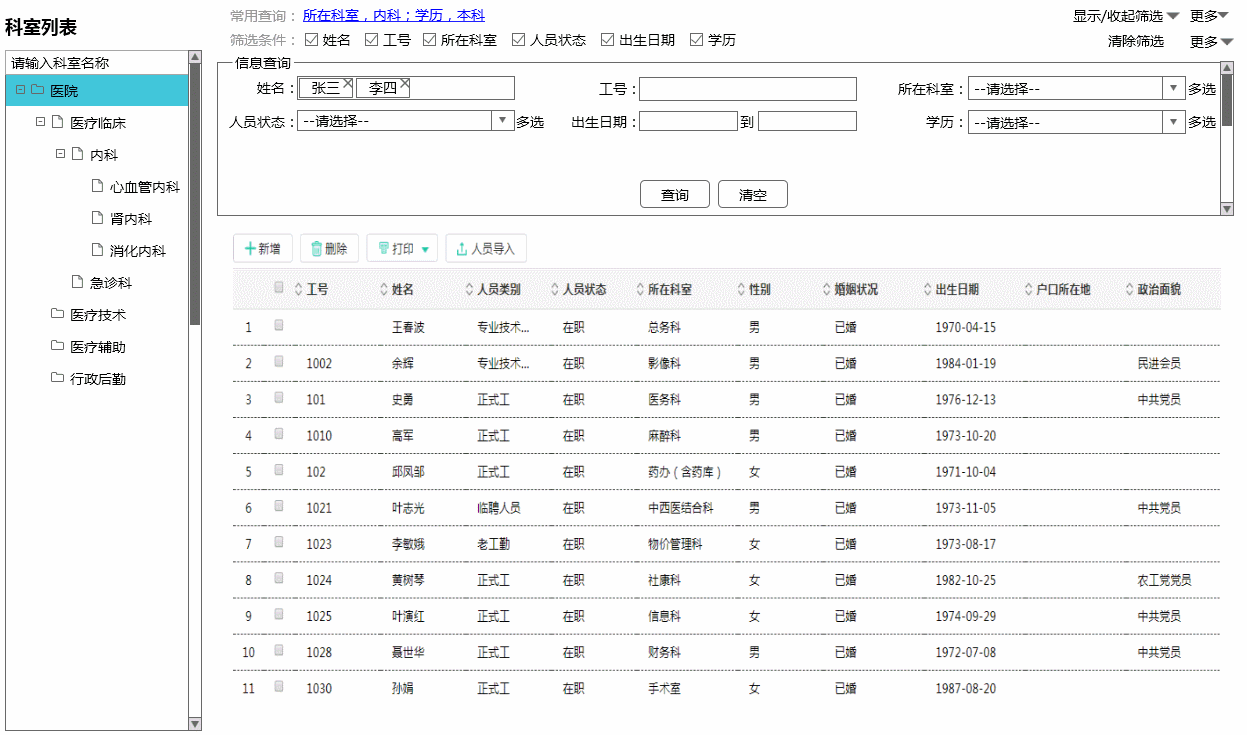 科室列表
请输入科室名称
医院
医疗临床
内科
心血管内科
肾内科
消化内科
急诊科
医疗技术
医疗辅助
行政后勤
常用查询： 所在科室，内科；学历，本科 显示/收起筛选 更多
筛选条件： 姓名 工号 所在科室 人员状态 出生日期 学历 清除筛选 更多
信息查询
姓名： 张三 李四 工号： 所在科室： --请选择-- 多选
人员状态： --请选择-- 多选 出生日期： 到 学历： --请选择-- 多选
查询 清空
新增 删除 打印 人员导入
工号 姓名 人员类别 人员状态 所在科室 性别 婚姻状况 出生日期 户口所在地 政治面貌
1 王春波 专业技术... 在职 总务科 男 已婚 1970-04-15
2 1002 余辉 专业技术... 在职 影像科 男 已婚 1984-01-19 民进会员
3 101 史勇 正式工 在职 医务科 男 已婚 1976-12-13 中共党员
4 1010 高军 正式工 在职 麻醉科 男 已婚 1973-10-20
5 102 邱凤邹 正式工 在职 药办（含药库） 女 已婚 1971-10-04
6 1021 叶志光 临聘人员 在职 中西医结合科 男 已婚 1973-11-05 中共党员
7 1023 李敏娥 老工勤 在职 物价管理科 女 已婚 1973-08-17
8 1024 黄树琴 正式工 在职 社康科 女 已婚 1982-10-25 农工党党员
9 1025 叶演红 正式工 在职 信息科 女 已婚 1974-09-29 中共党员
10 1028 聂世华 正式工 在职 财务科 男 已婚 1972-07-08 中共党员
11 1030 孙娟 正式工 在职 手术室 女 已婚 1987-08-20